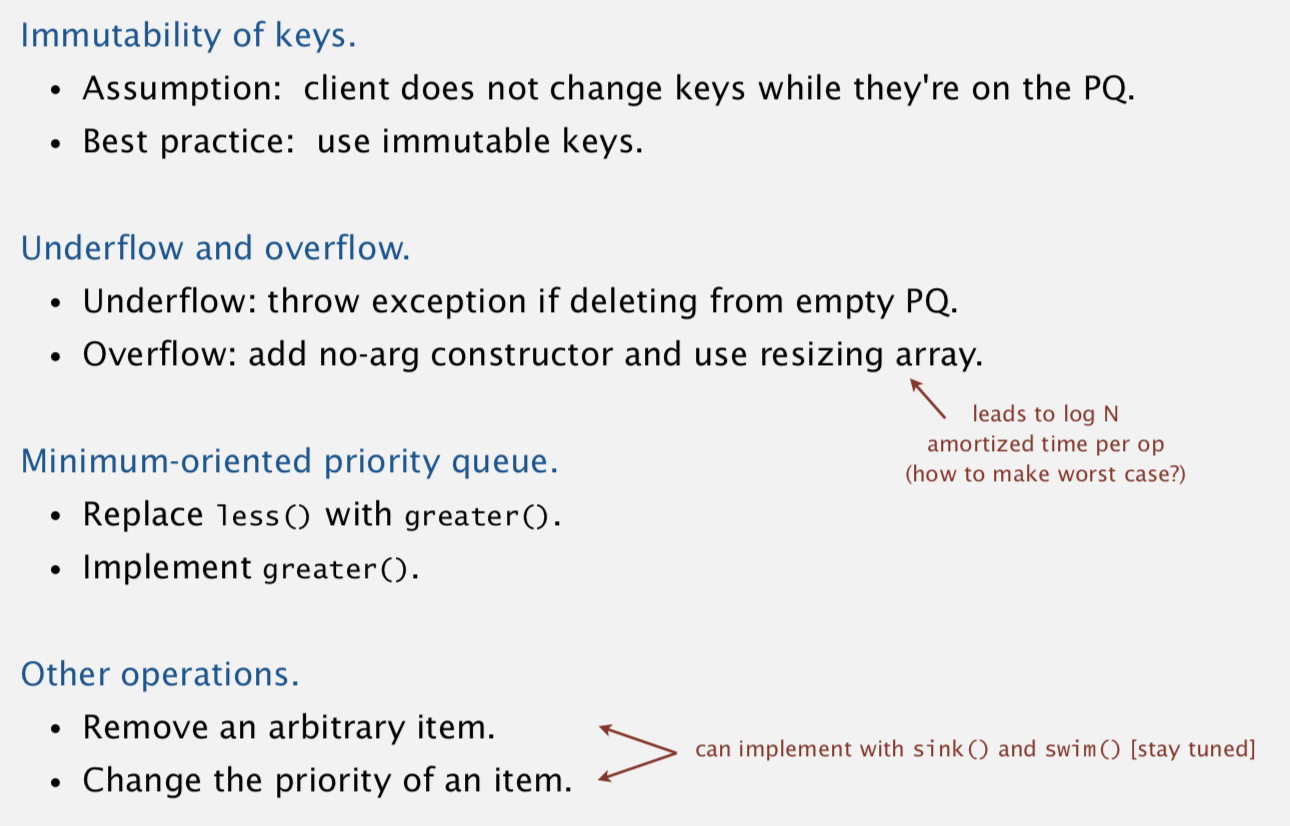 Immutability of keys.
• Assumption: client does not change keys while they're on the PQ.
• Best practice: use immutable keys.
Underflow and overflow.
• Underflow: throw exception if deleting from empty PQ.
• Overflow: add no-arg constructor and use resizing array.
leads to log N
amortized time per op
(how to make worst case?)
Minimum-oriented priority queue.
• Replace less() with greater().
• Implement greater().
Other operations.
• Remove an arbitrary item.
• Change the priority of an item.
can implement with sink() and swim() [stay tuned]